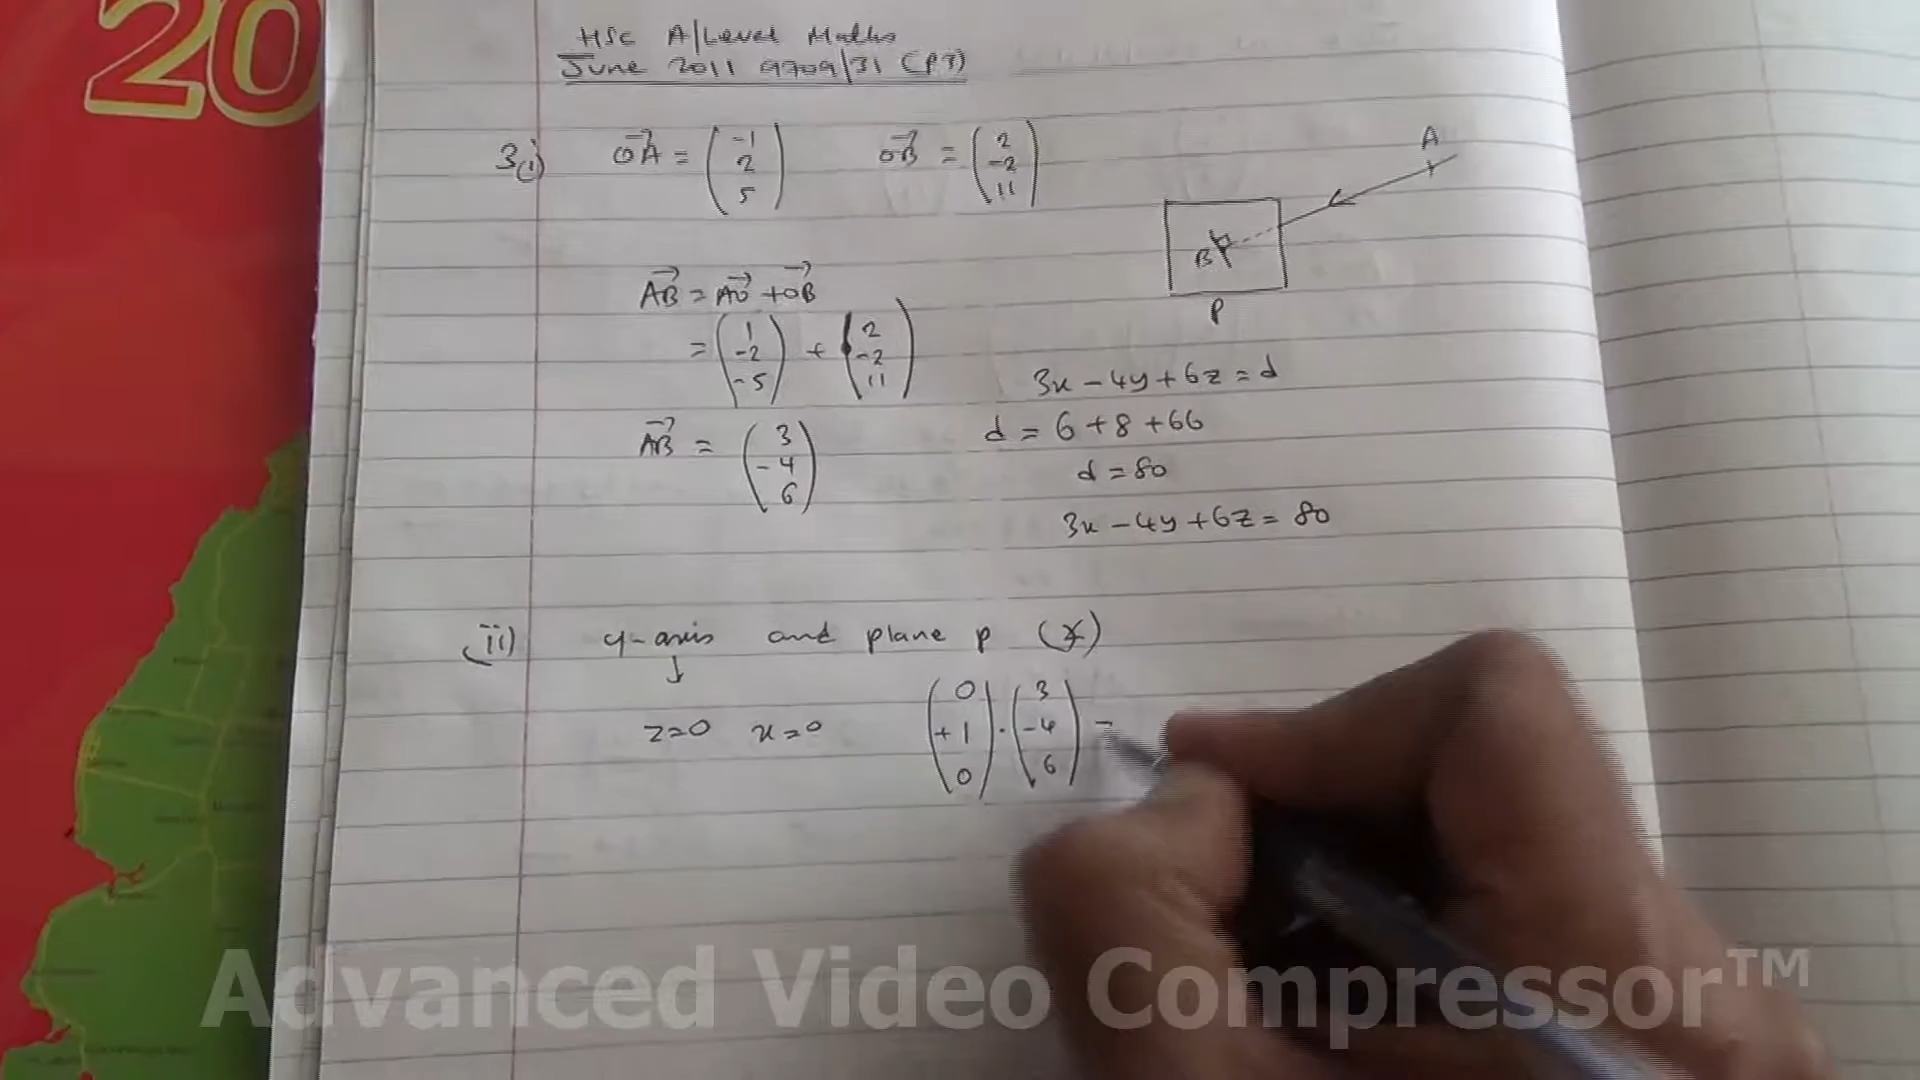 20
HSC A/Level Maths
June 2011 9709/31 (P3)
3(i) OA→ = (-1 2 5) OB→ = (2 -2 11)
A
B
P
AB→ = AO→ + OB→
= (1 -2 -5) + (2 -2 11)
3x - 4y + 6z = d
d = 6 + 8 + 66
AB→ = (3 -4 6)
d = 80
3x - 4y + 6z = 80
(ii) y-axis and plane p
↓
z=0 x=0 (0 +1 0) . (3 -4 6) =
Advanced Video Compressor™